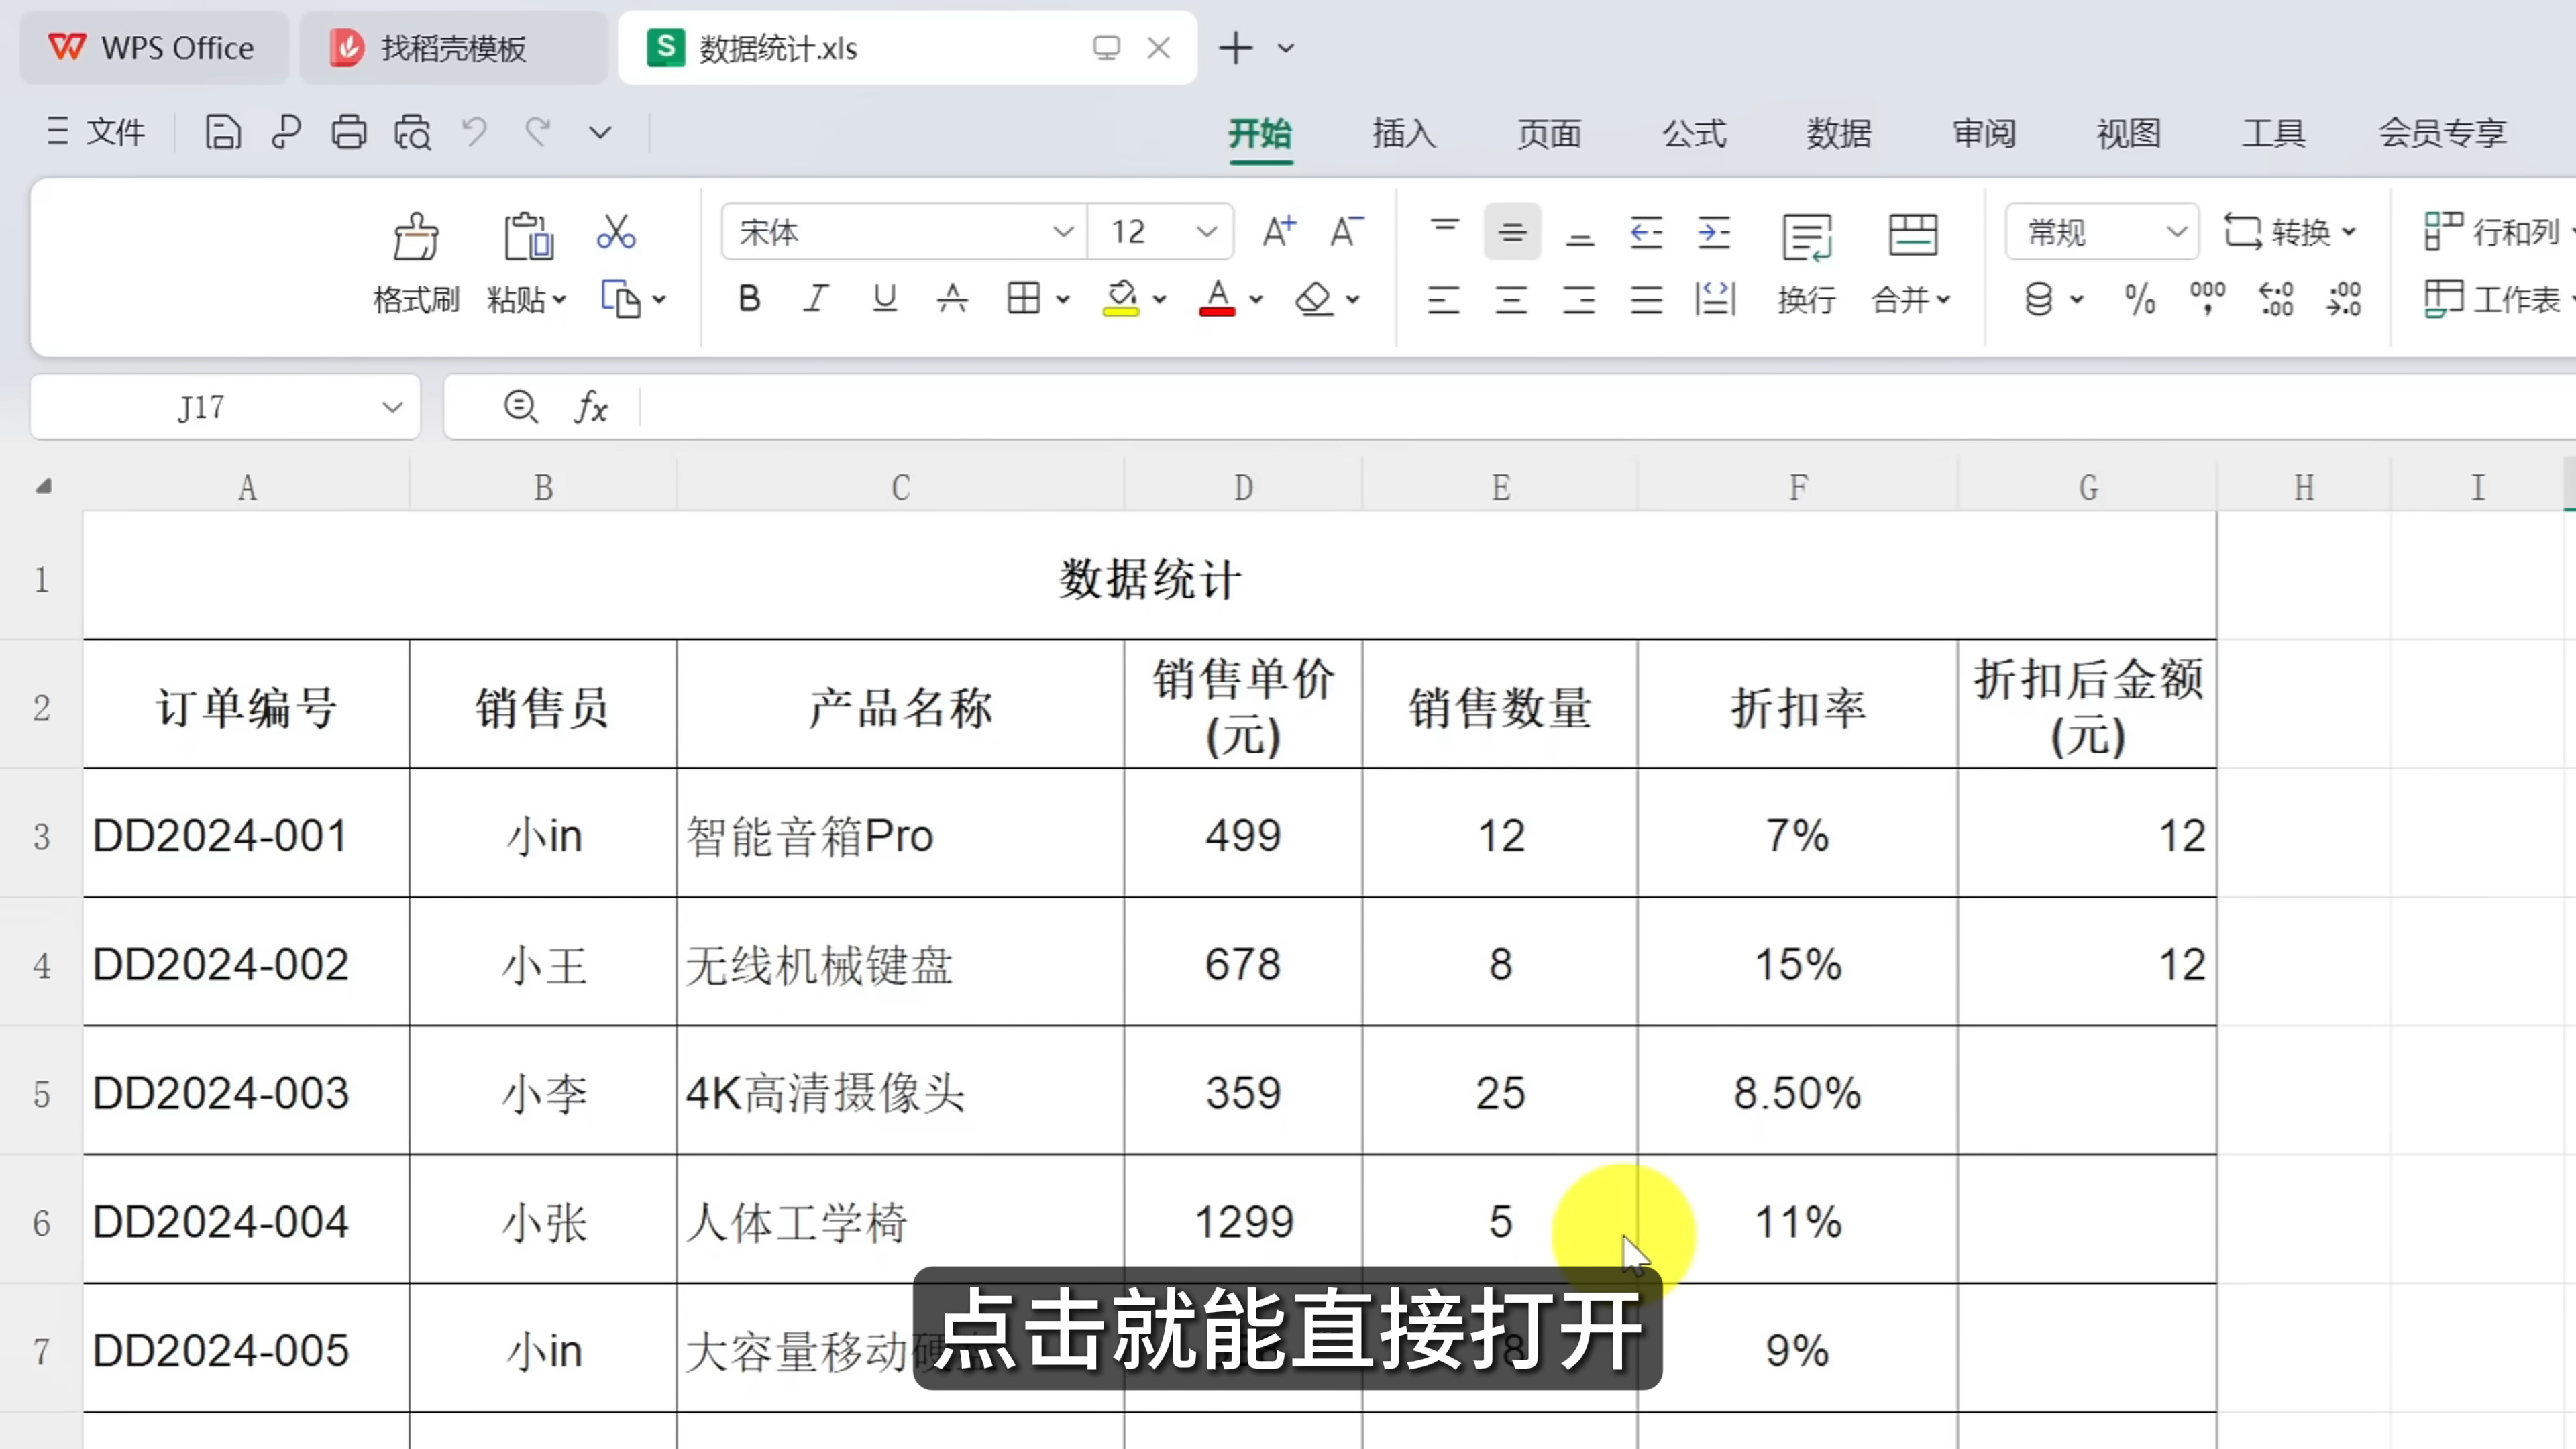 WPS Office 找稻壳模板 数据统计.xls
文件 开始 插入 页面 公式 数据 审阅 视图 工具 会员专享
宋体 12 A+ A- 常规 转换 行和列
格式刷 粘贴 B I U A A 换行 合并 % 000 .00 .00 工作表
J17 fx
A B C D E F G H I
1 数据统计
2 订单编号 销售员 产品名称 销售单价(元) 销售数量 折扣率 折扣后金额(元)
3 DD2024-001 小in 智能音箱Pro 499 12 7% 12
4 DD2024-002 小王 无线机械键盘 678 8 15% 12
5 DD2024-003 小李 4K高清摄像头 359 25 8.50%
6 DD2024-004 小张 人体工学椅 1299 5 11%
7 DD2024-005 小in 大容量移动硬 9%
点击就能直接打开